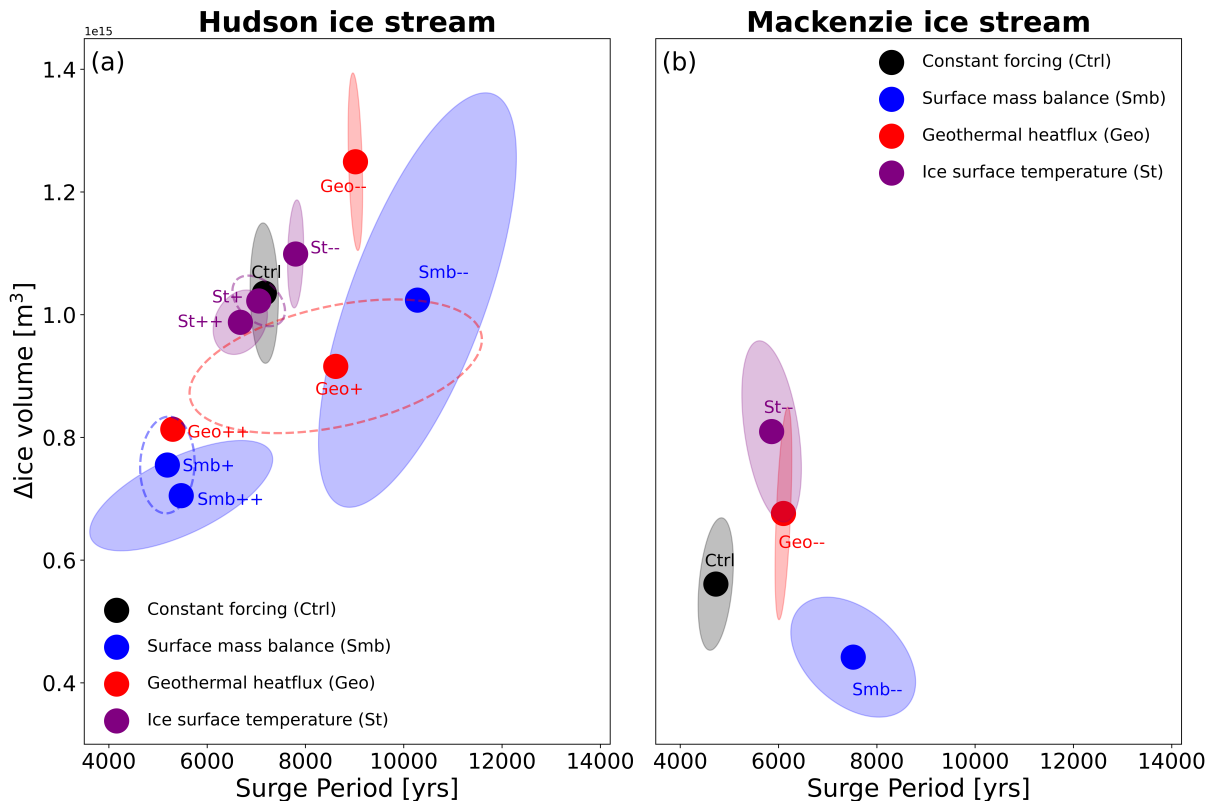 Hudson ice stream
Mackenzie ice stream
1e15
(a)
1.4
1.2
1.0
0.8
0.6
0.4
Δice volume [m³]
Geo--
St--
Ctrl
Smb--
St+
St++
Geo+
Geo++
Smb+
Smb++
Constant forcing (Ctrl)
Surface mass balance (Smb)
Geothermal heatflux (Geo)
Ice surface temperature (St)
4000 6000 8000 10000 12000 14000
Surge Period [yrs]
(b)
Constant forcing (Ctrl)
Surface mass balance (Smb)
Geothermal heatflux (Geo)
Ice surface temperature (St)
St--
Geo--
Ctrl
Smb--
4000 6000 8000 10000 12000 14000
Surge Period [yrs]